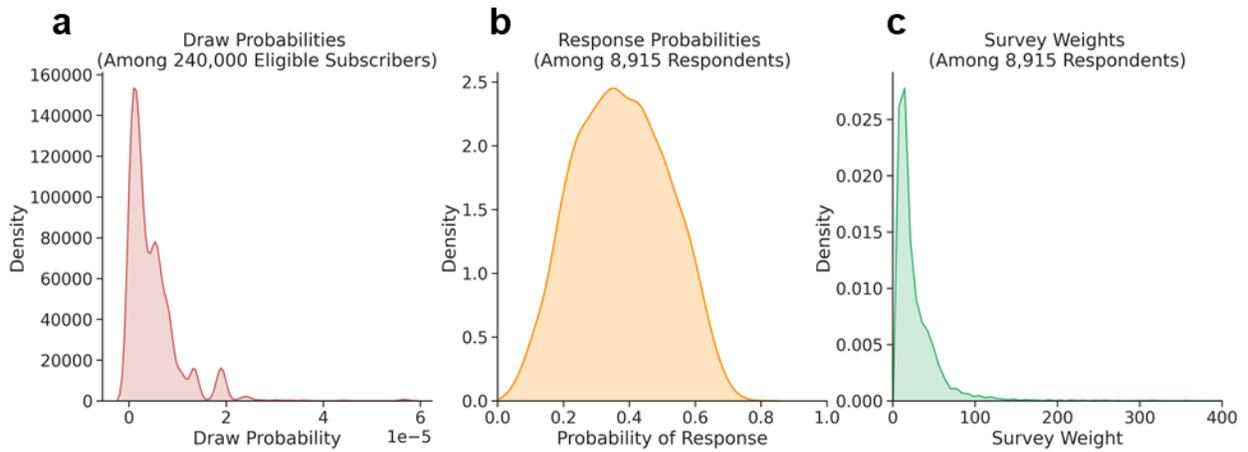 a
Draw Probabilities
(Among 240,000 Eligible Subscribers)
160000
140000
120000
100000
80000
60000
40000
20000
0
Density
0
2
4
6
1e−5
Draw Probability
b
Response Probabilities
(Among 8,915 Respondents)
2.5
2.0
1.5
1.0
0.5
0.0
Density
0.0
0.2
0.4
0.6
0.8
1.0
Probability of Response
c
Survey Weights
(Among 8,915 Respondents)
0.025
0.020
0.015
0.010
0.005
0.000
Density
0
100
200
300
400
Survey Weight